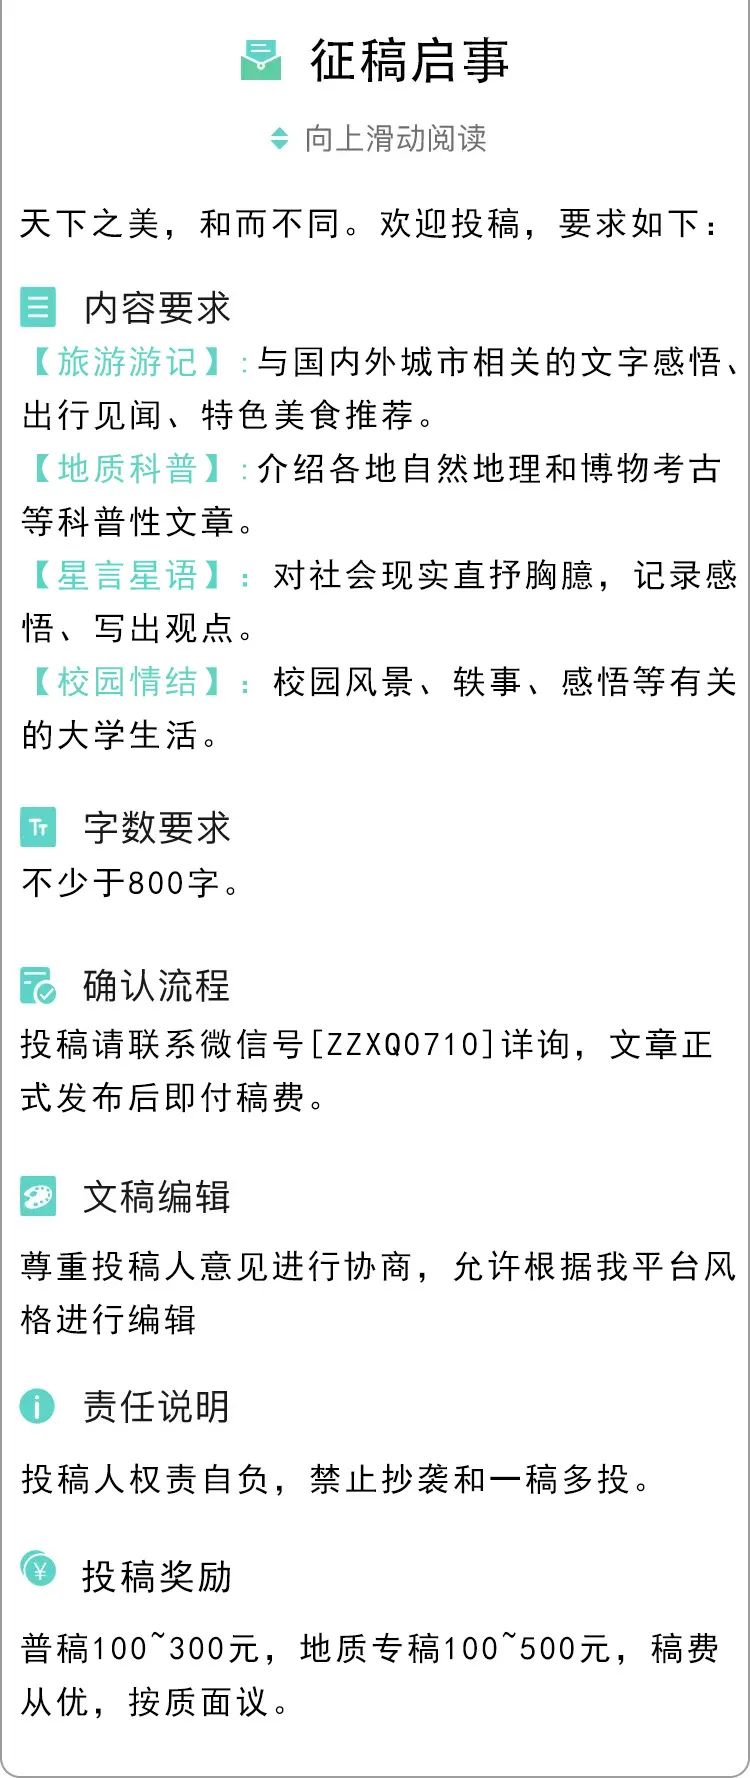 征稿启事
向上滑动阅读
天下之美，和而不同。欢迎投稿，要求如下：
内容要求
【旅游游记】:与国内外城市相关的文字感悟、
出行见闻、特色美食推荐。
【地质科普】:介绍各地自然地理和博物考古
等科普性文章。
【星言星语】：对社会现实直抒胸臆，记录感
悟、写出观点。
【校园情结】：校园风景、轶事、感悟等有关
的大学生活。
字数要求
不少于800字。
确认流程
投稿请联系微信号[ZZXQ0710]详询，文章正
式发布后即付稿费。
文稿编辑
尊重投稿人意见进行协商，允许根据我平台风
格进行编辑
责任说明
投稿人权责自负，禁止抄袭和一稿多投。
投稿奖励
普稿100~300元，地质专稿100~500元，稿费
从优，按质面议。